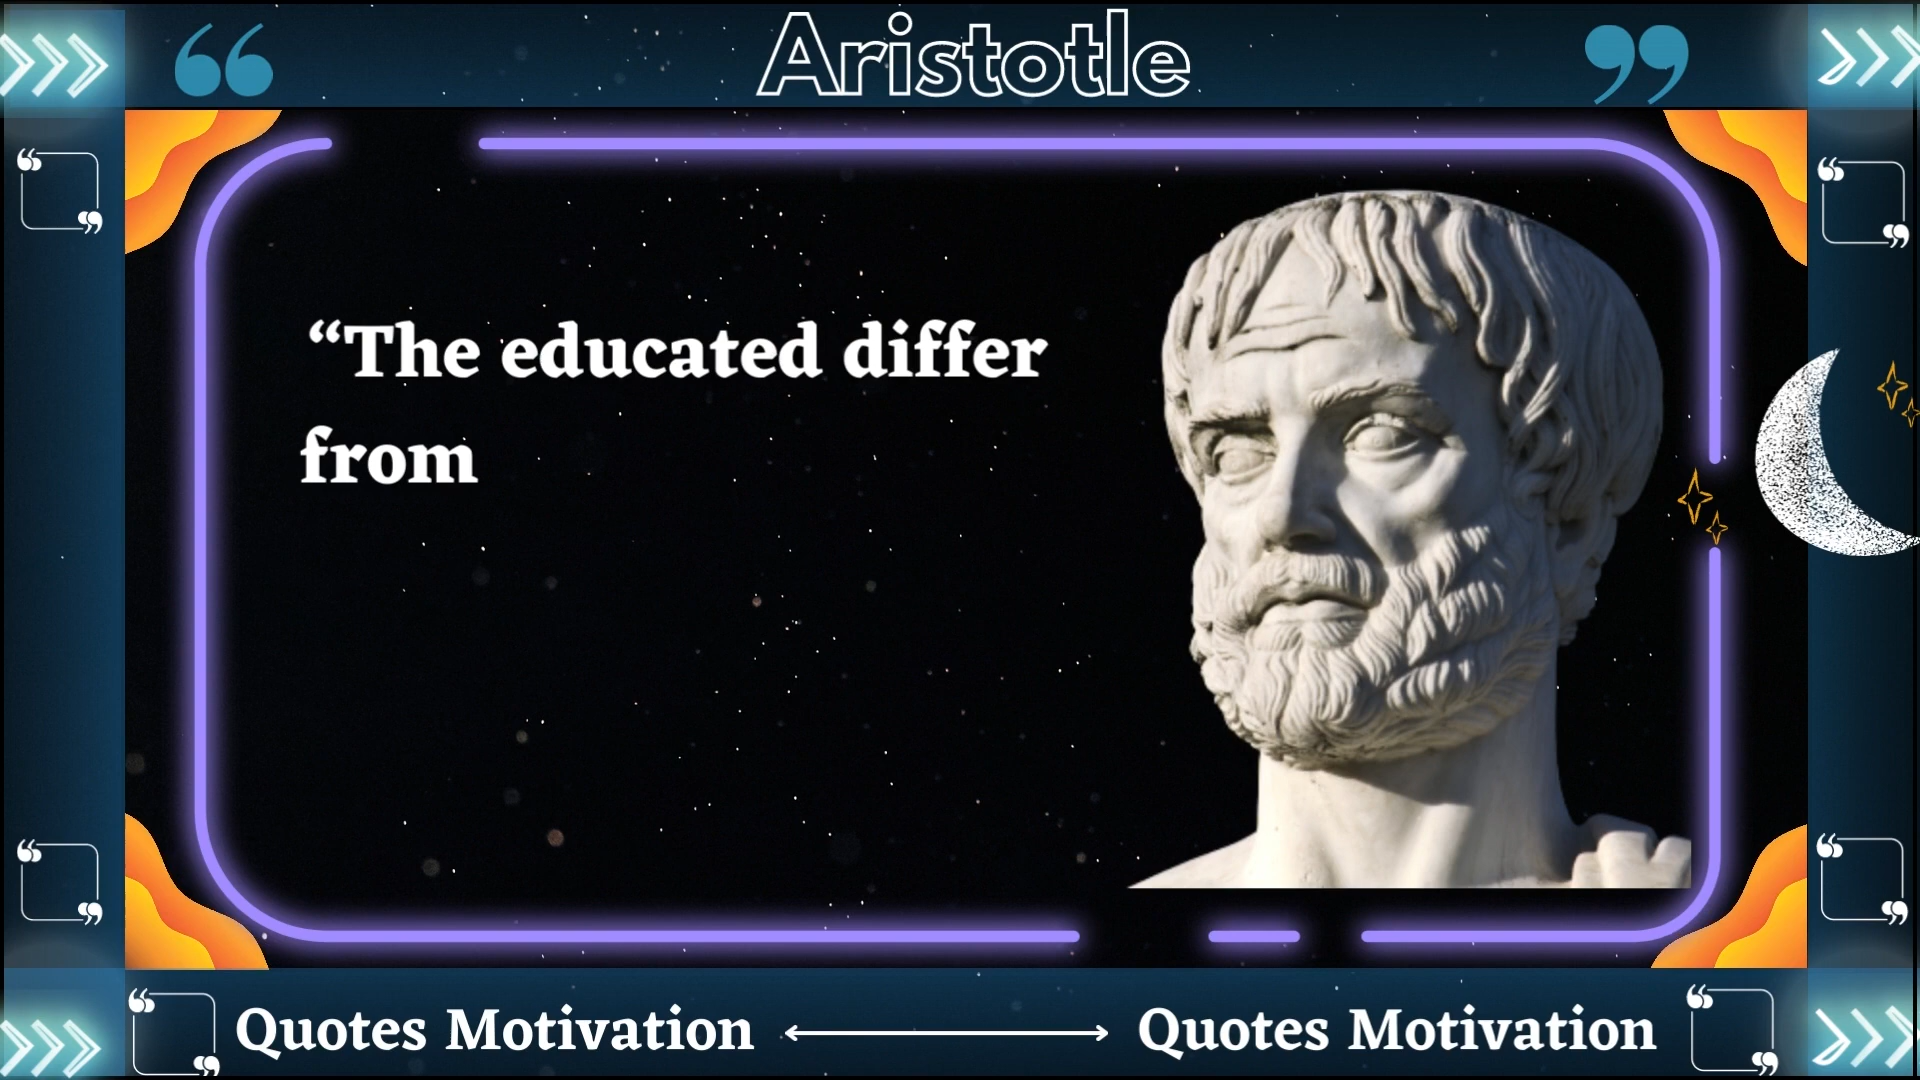 Aristotle
“The educated differ
from
Quotes Motivation
Quotes Motivation